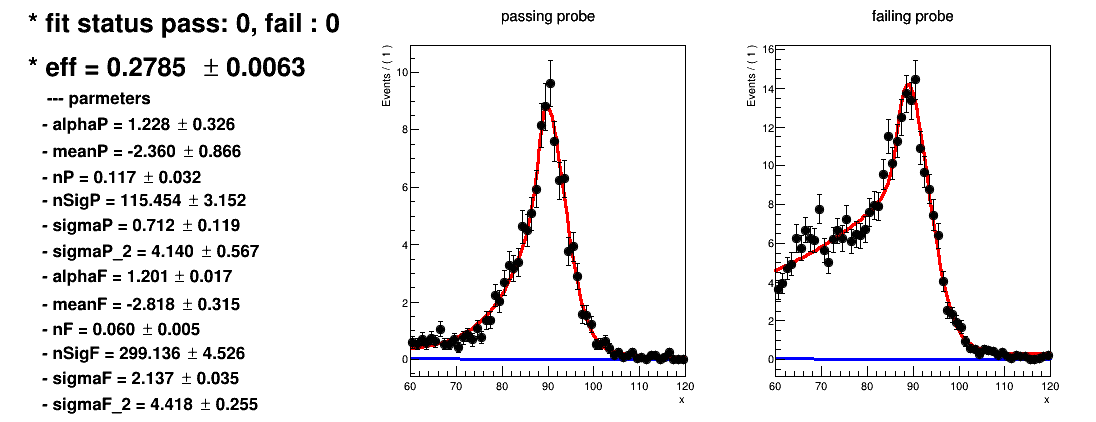 * fit status pass: 0, fail : 0
* eff = 0.2785 ± 0.0063
--- parmeters
- alphaP = 1.228 ± 0.326
- meanP = -2.360 ± 0.866
- nP = 0.117 ± 0.032
- nSigP = 115.454 ± 3.152
- sigmaP = 0.712 ± 0.119
- sigmaP_2 = 4.140 ± 0.567
- alphaF = 1.201 ± 0.017
- meanF = -2.818 ± 0.315
- nF = 0.060 ± 0.005
- nSigF = 299.136 ± 4.526
- sigmaF = 2.137 ± 0.035
- sigmaF_2 = 4.418 ± 0.255
passing probe
Events / ( 1 )
10
8
6
4
2
0
60 70 80 90 100 110 120
x
failing probe
Events / ( 1 )
16
14
12
10
8
6
4
2
0
60 70 80 90 100 110 120
x